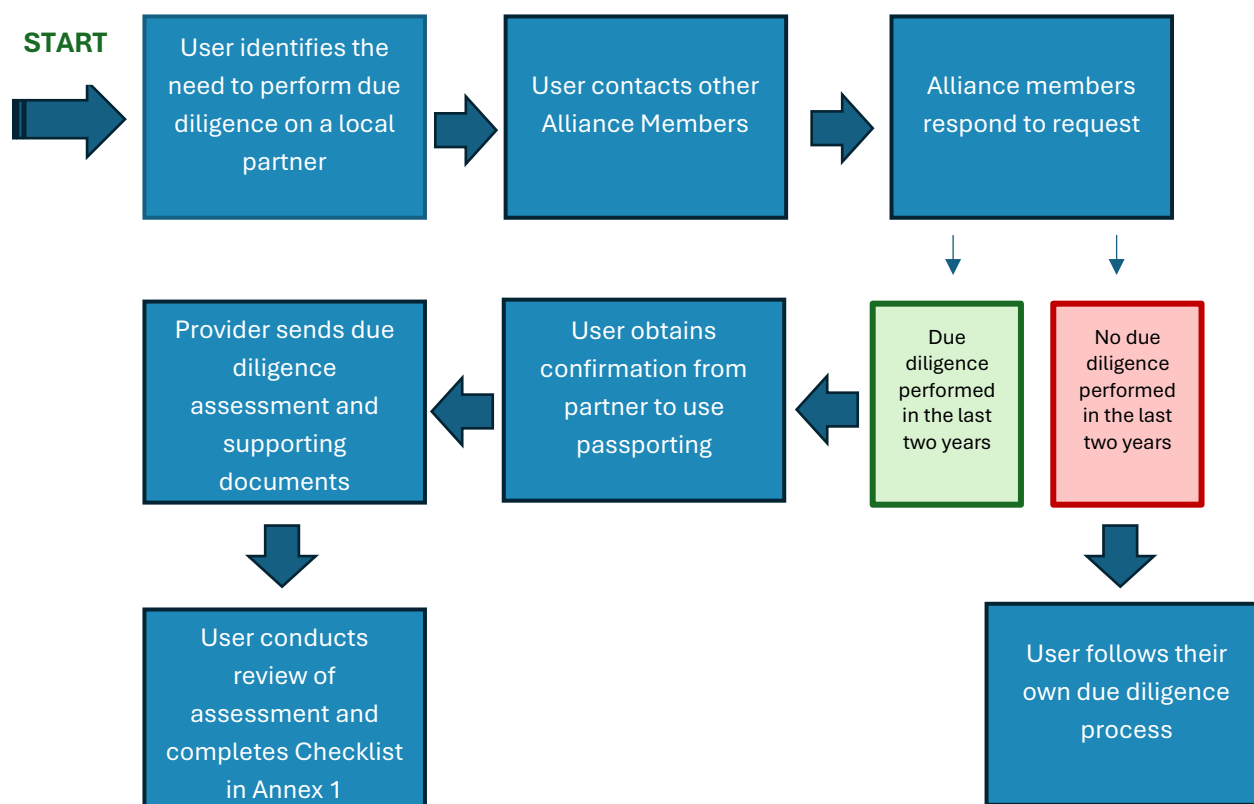 START
User identifies the
need to perform due
diligence on a local
partner
User contacts other
Alliance Members
Alliance members
respond to request
Due
diligence
performed
in the last
two years
No due
diligence
performed
in the last
two years
User obtains
confirmation from
partner to use
passporting
Provider sends due
diligence
assessment and
supporting
documents
User conducts
review of
assessment and
completes Checklist
in Annex 1
User follows their
own due diligence
process